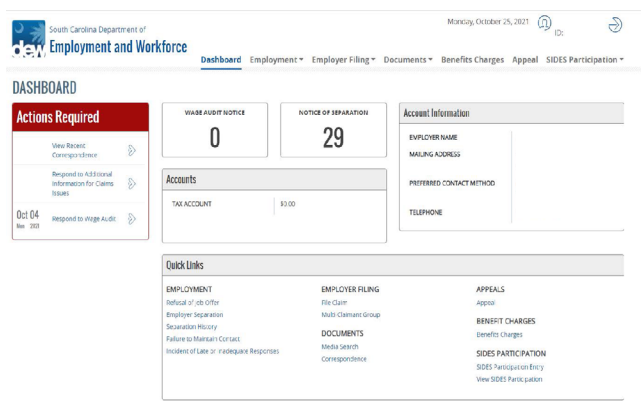 South Carolina Department of
dew Employment and Workforce
Monday, October 25, 2021
ID:
Dashboard Employment Employer Filing Documents Benefits Charges Appeal SIDES Participation
DASHBOARD
Actions Required
View Recent
Correspondence
Respond to Additional
Information for Claims
Issues
Oct 04
2021
Respond to Wage Audit
WAGE AUDIT NOTICE
0
NOTICE OF SEPARATION
29
Accounts
TAX ACCOUNT $0.00
Account Information
EMPLOYER NAME
MAILING ADDRESS
PREFERRED CONTACT METHOD
TELEPHONE
Quick Links
EMPLOYMENT
Refusal of Job Offer
Employer Separation
Separation History
Failure to Maintain Contact
Incident of Late or Inadequate Responses
EMPLOYER FILING
File Claim
Multi Claimant Group
DOCUMENTS
Media Search
Correspondence
APPEALS
Appeal
BENEFIT CHARGES
Benefits Charges
SIDES PARTICIPATION
SIDES Participation Entry
View SIDES Participation